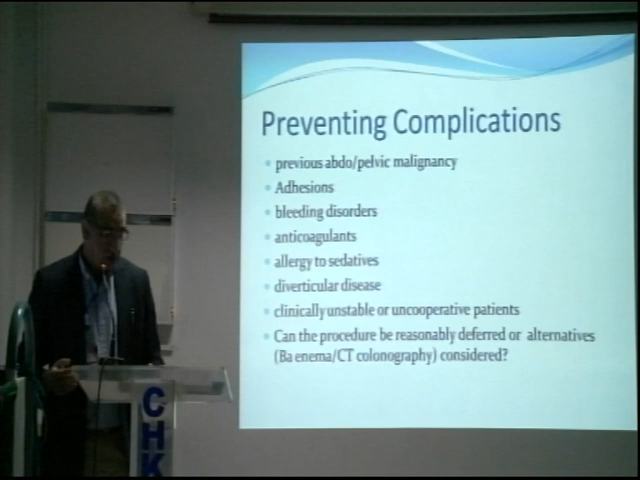 Preventing Complications
previous abdo/pelvic malignancy
Adhesions
bleeding disorders
anticoagulants
allergy to sedatives
diverticular disease
clinically unstable or uncooperative patients
Can the procedure be reasonably deferred or alternatives
(Ba enema/CT colonography) considered?
CHK